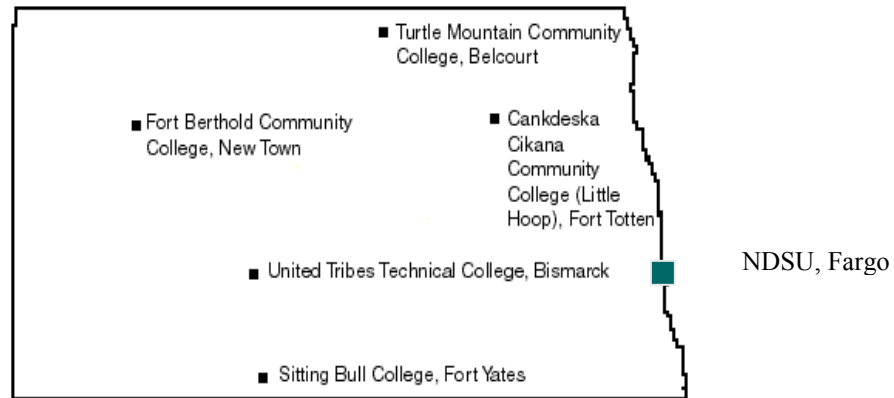 Turtle Mountain Community
College, Belcourt
Fort Berthold Community
College, New Town
Cankdeska
Cikana
Community
College (Little
Hoop), Fort Totten
United Tribes Technical College, Bismarck
NDSU, Fargo
Sitting Bull College, Fort Yates